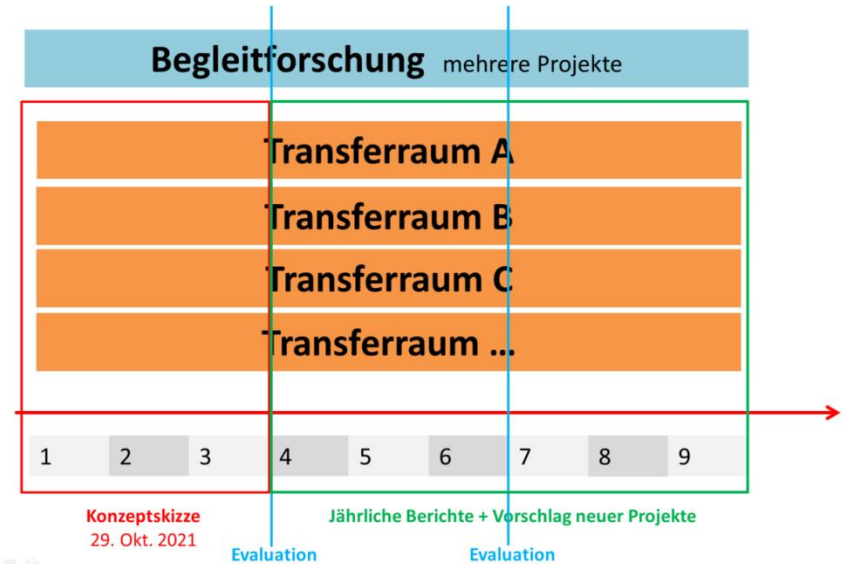 Begleitforschung mehrere Projekte
Transferraum A
Transferraum B
Transferraum C
Transferraum ...
1 2 3 4 5 6 7 8 9
Konzeptskizze
29. Okt. 2021
Jährliche Berichte + Vorschlag neuer Projekte
Evaluation
Evaluation